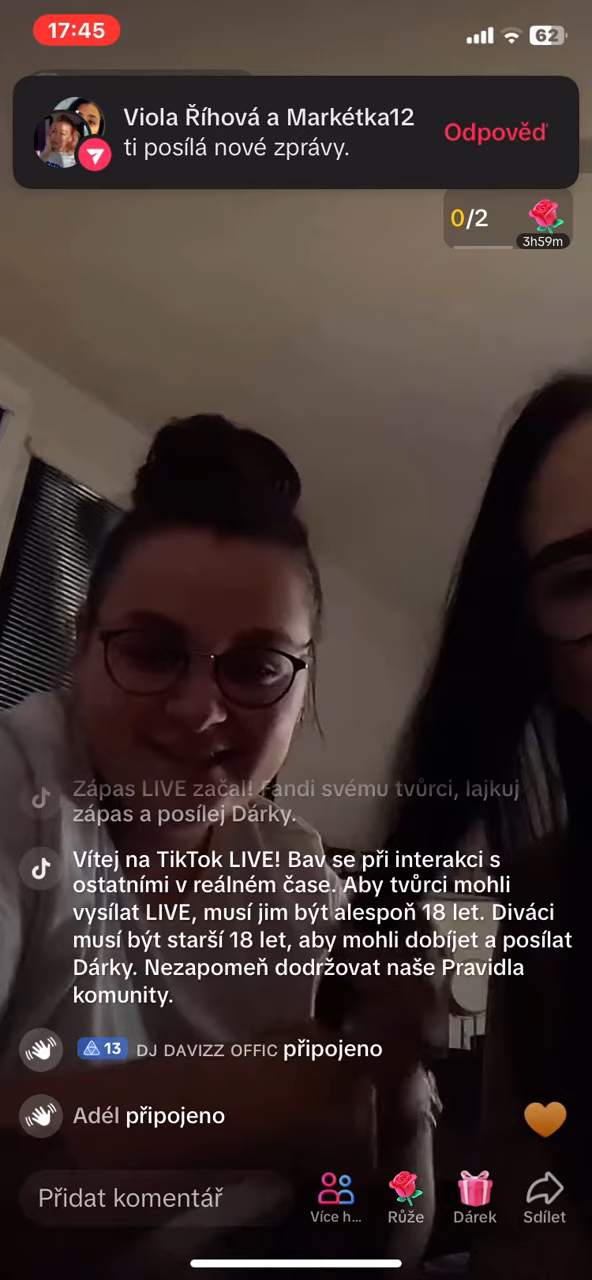 17:45
62
Viola Říhová a Markétka12
ti posílá nové zprávy.
Odpověď
0/2
3h59m
Zápas LIVE začal! Fandi svému tvůrci, lajkuj
zápas a posílej Dárky.
Vítej na TikTok LIVE! Bav se při interakci s
ostatními v reálném čase. Aby tvůrci mohli
vysílat LIVE, musí jim být alespoň 18 let. Diváci
musí být starší 18 let, aby mohli dobíjet a posílat
Dárky. Nezapomeň dodržovat naše Pravidla
komunity.
13 DJ DAVIZZ OFFIC připojeno
Adél připojeno
Přidat komentář
Více h...
Růže
Dárek
Sdílet